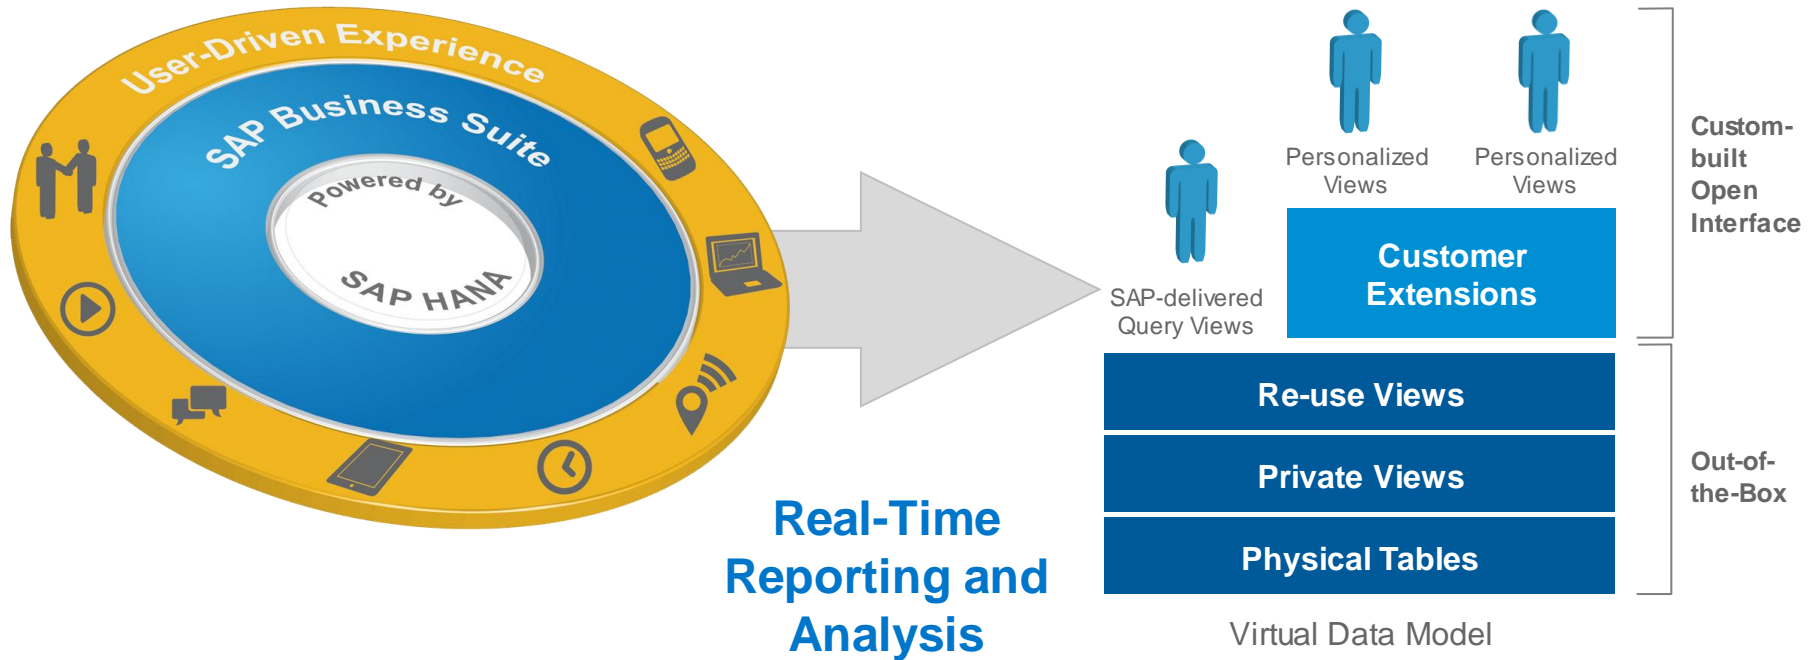 User-Driven Experience
SAP Business Suite
Powered by
SAP HANA
Real-Time
Reporting and
Analysis
Personalized
Views
Personalized
Views
SAP-delivered
Query Views
Customer
Extensions
Re-use Views
Private Views
Physical Tables
Virtual Data Model
Custom-
built
Open
Interface
Out-of-
the-Box